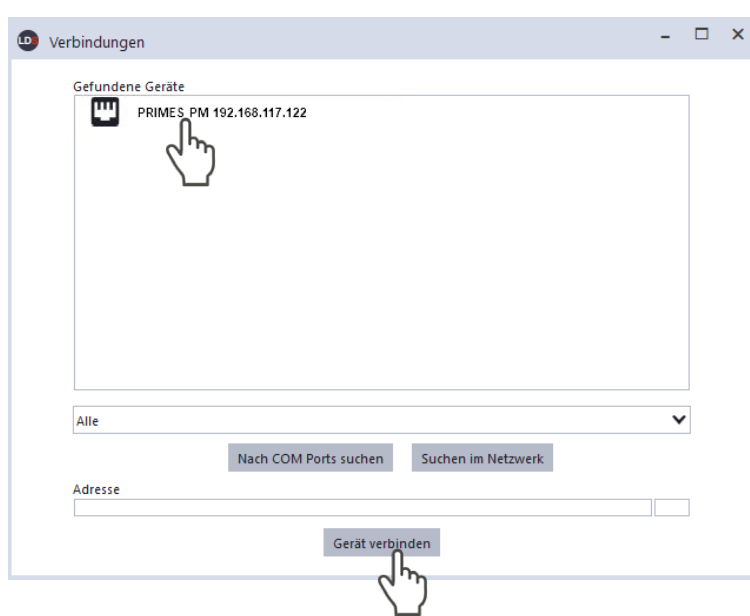 LDS Verbindungen
Gefundene Geräte
PRIMES PM 192.168.117.122
Alle
Nach COM Ports suchen Suchen im Netzwerk
Adresse
Gerät verbinden